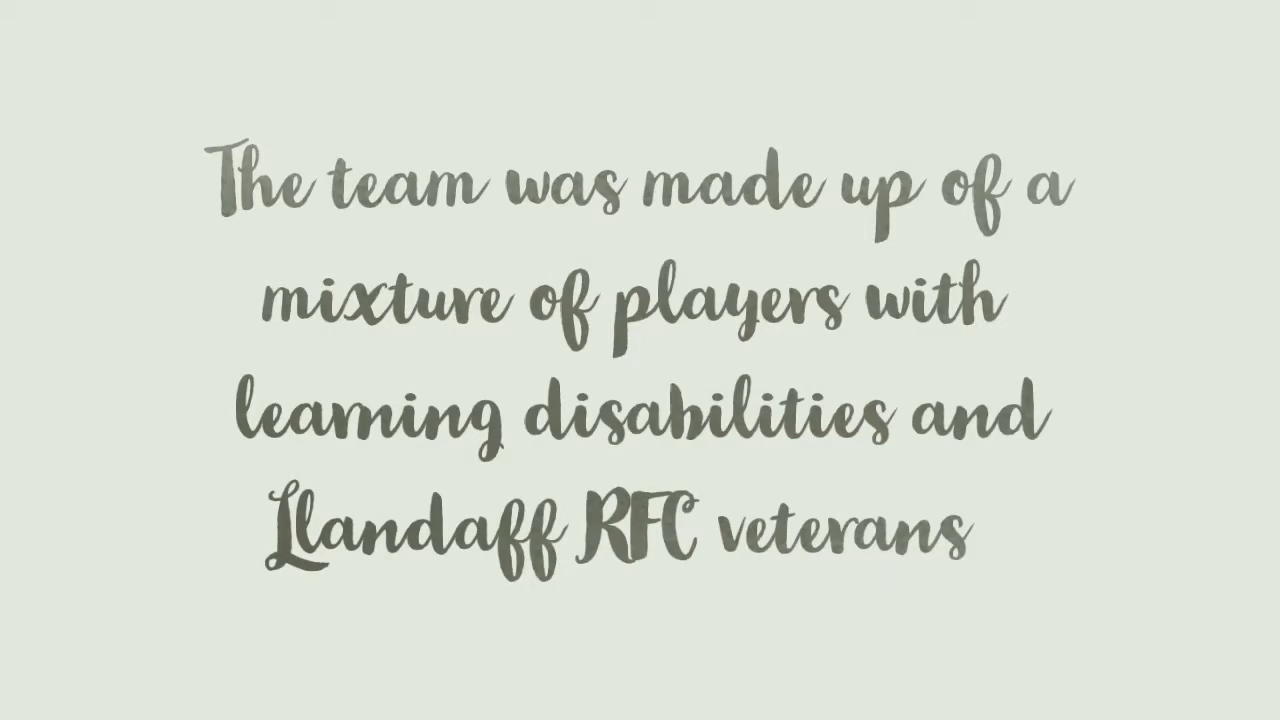 The team was made up of a
mixture of players with
learning disabilities and
Llandaff RFC veterans